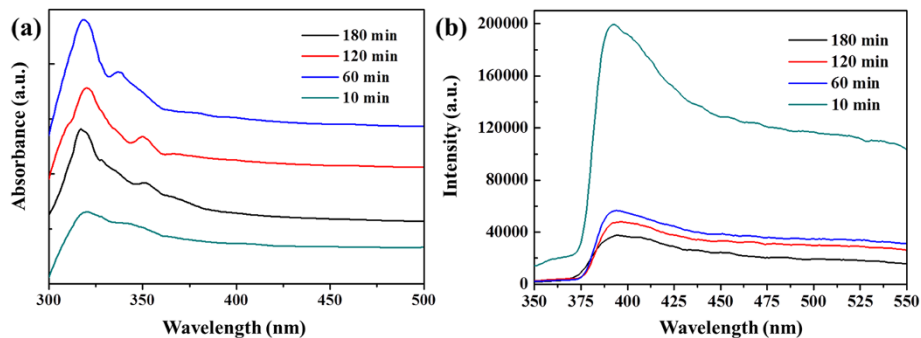 (a)
180 min
120 min
60 min
10 min
Absorbance (a.u.)
300 350 400 450 500
Wavelength (nm)
(b)
180 min
120 min
60 min
10 min
Intensity (a.u.)
200000
160000
120000
80000
40000
0
350 375 400 425 450 475 500 525 550
Wavelength (nm)